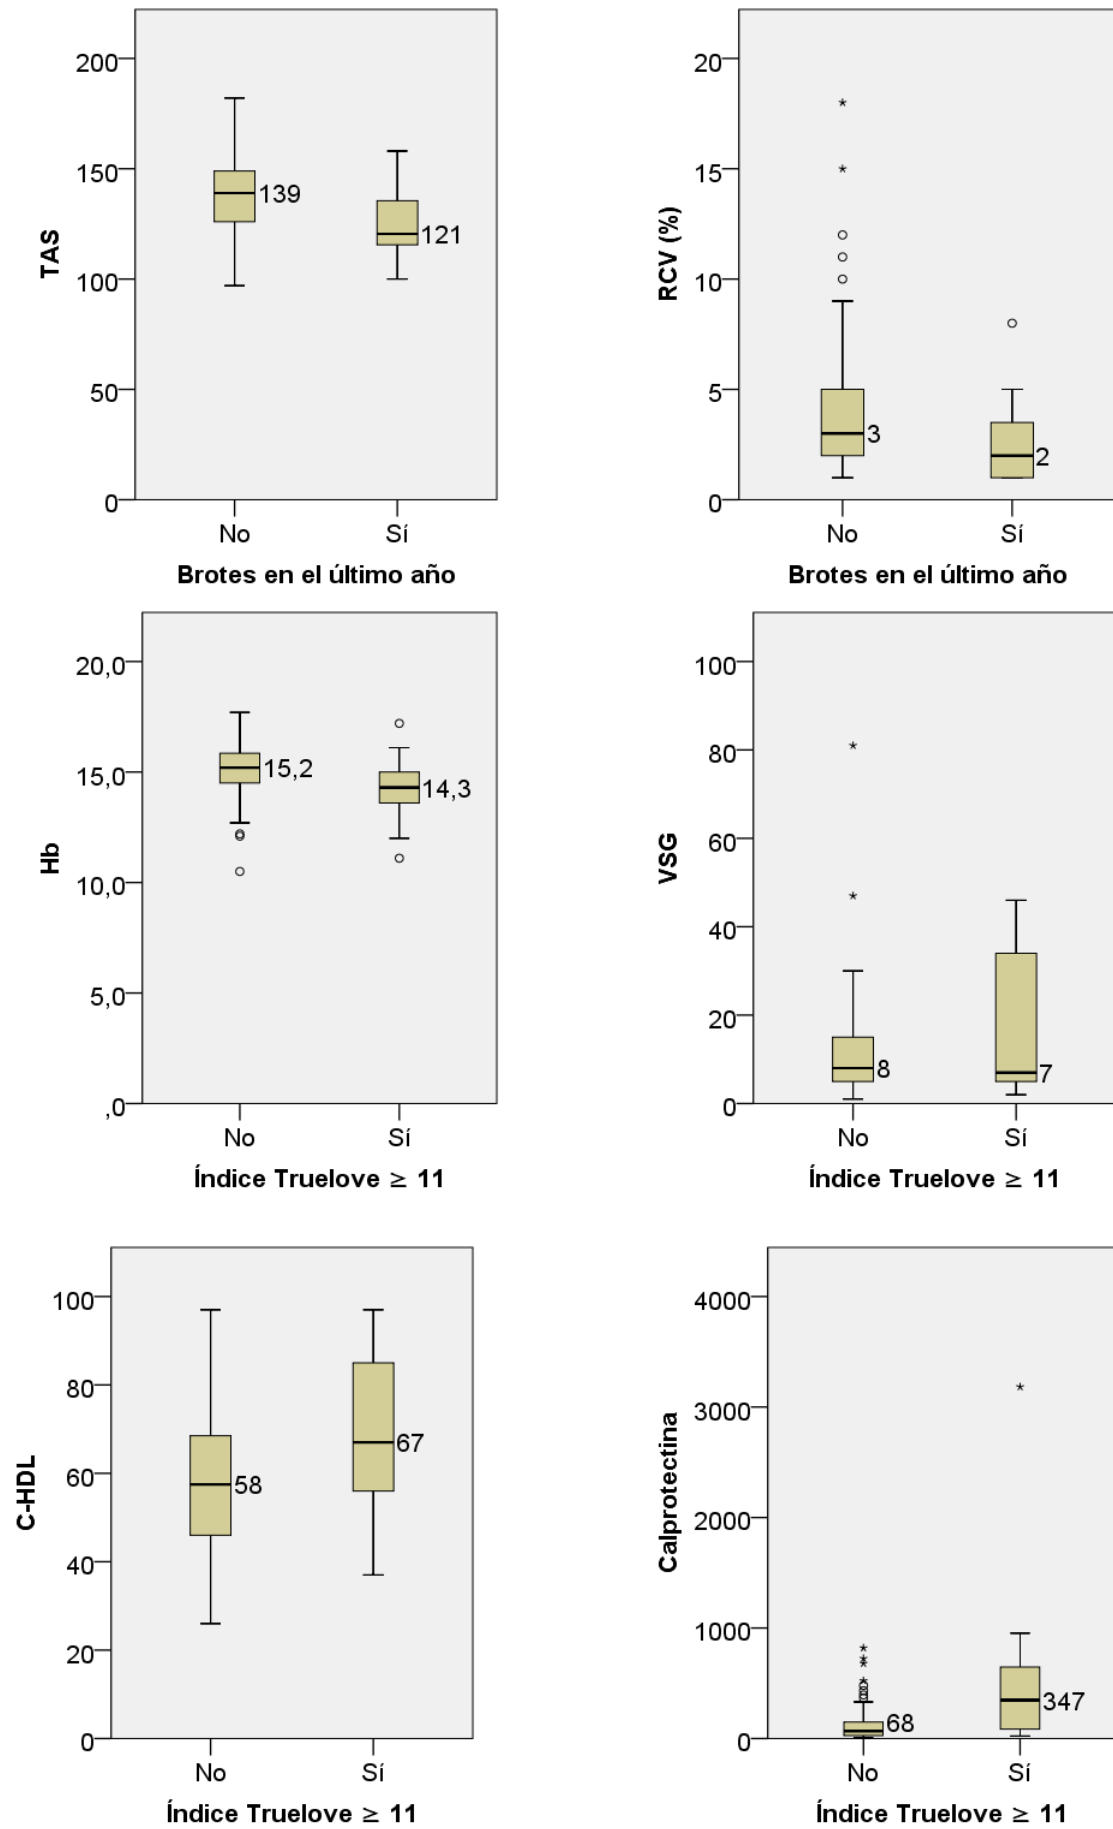 TAS
200
150
100
50
0
139
121
No
Sí
Brotes en el último año
RCV (%)
20
15
10
5
0
3
2
No
Sí
Brotes en el último año
Hb
20,0
15,0
10,0
5,0
,0
15,2
14,3
No
Sí
Índice Truelove ≥ 11
VSG
100
80
60
40
20
0
8
7
No
Sí
Índice Truelove ≥ 11
C-HDL
100
80
60
40
20
0
58
67
No
Sí
Índice Truelove ≥ 11
Calprotectina
4000
3000
2000
1000
0
68
347
No
Sí
Índice Truelove ≥ 11